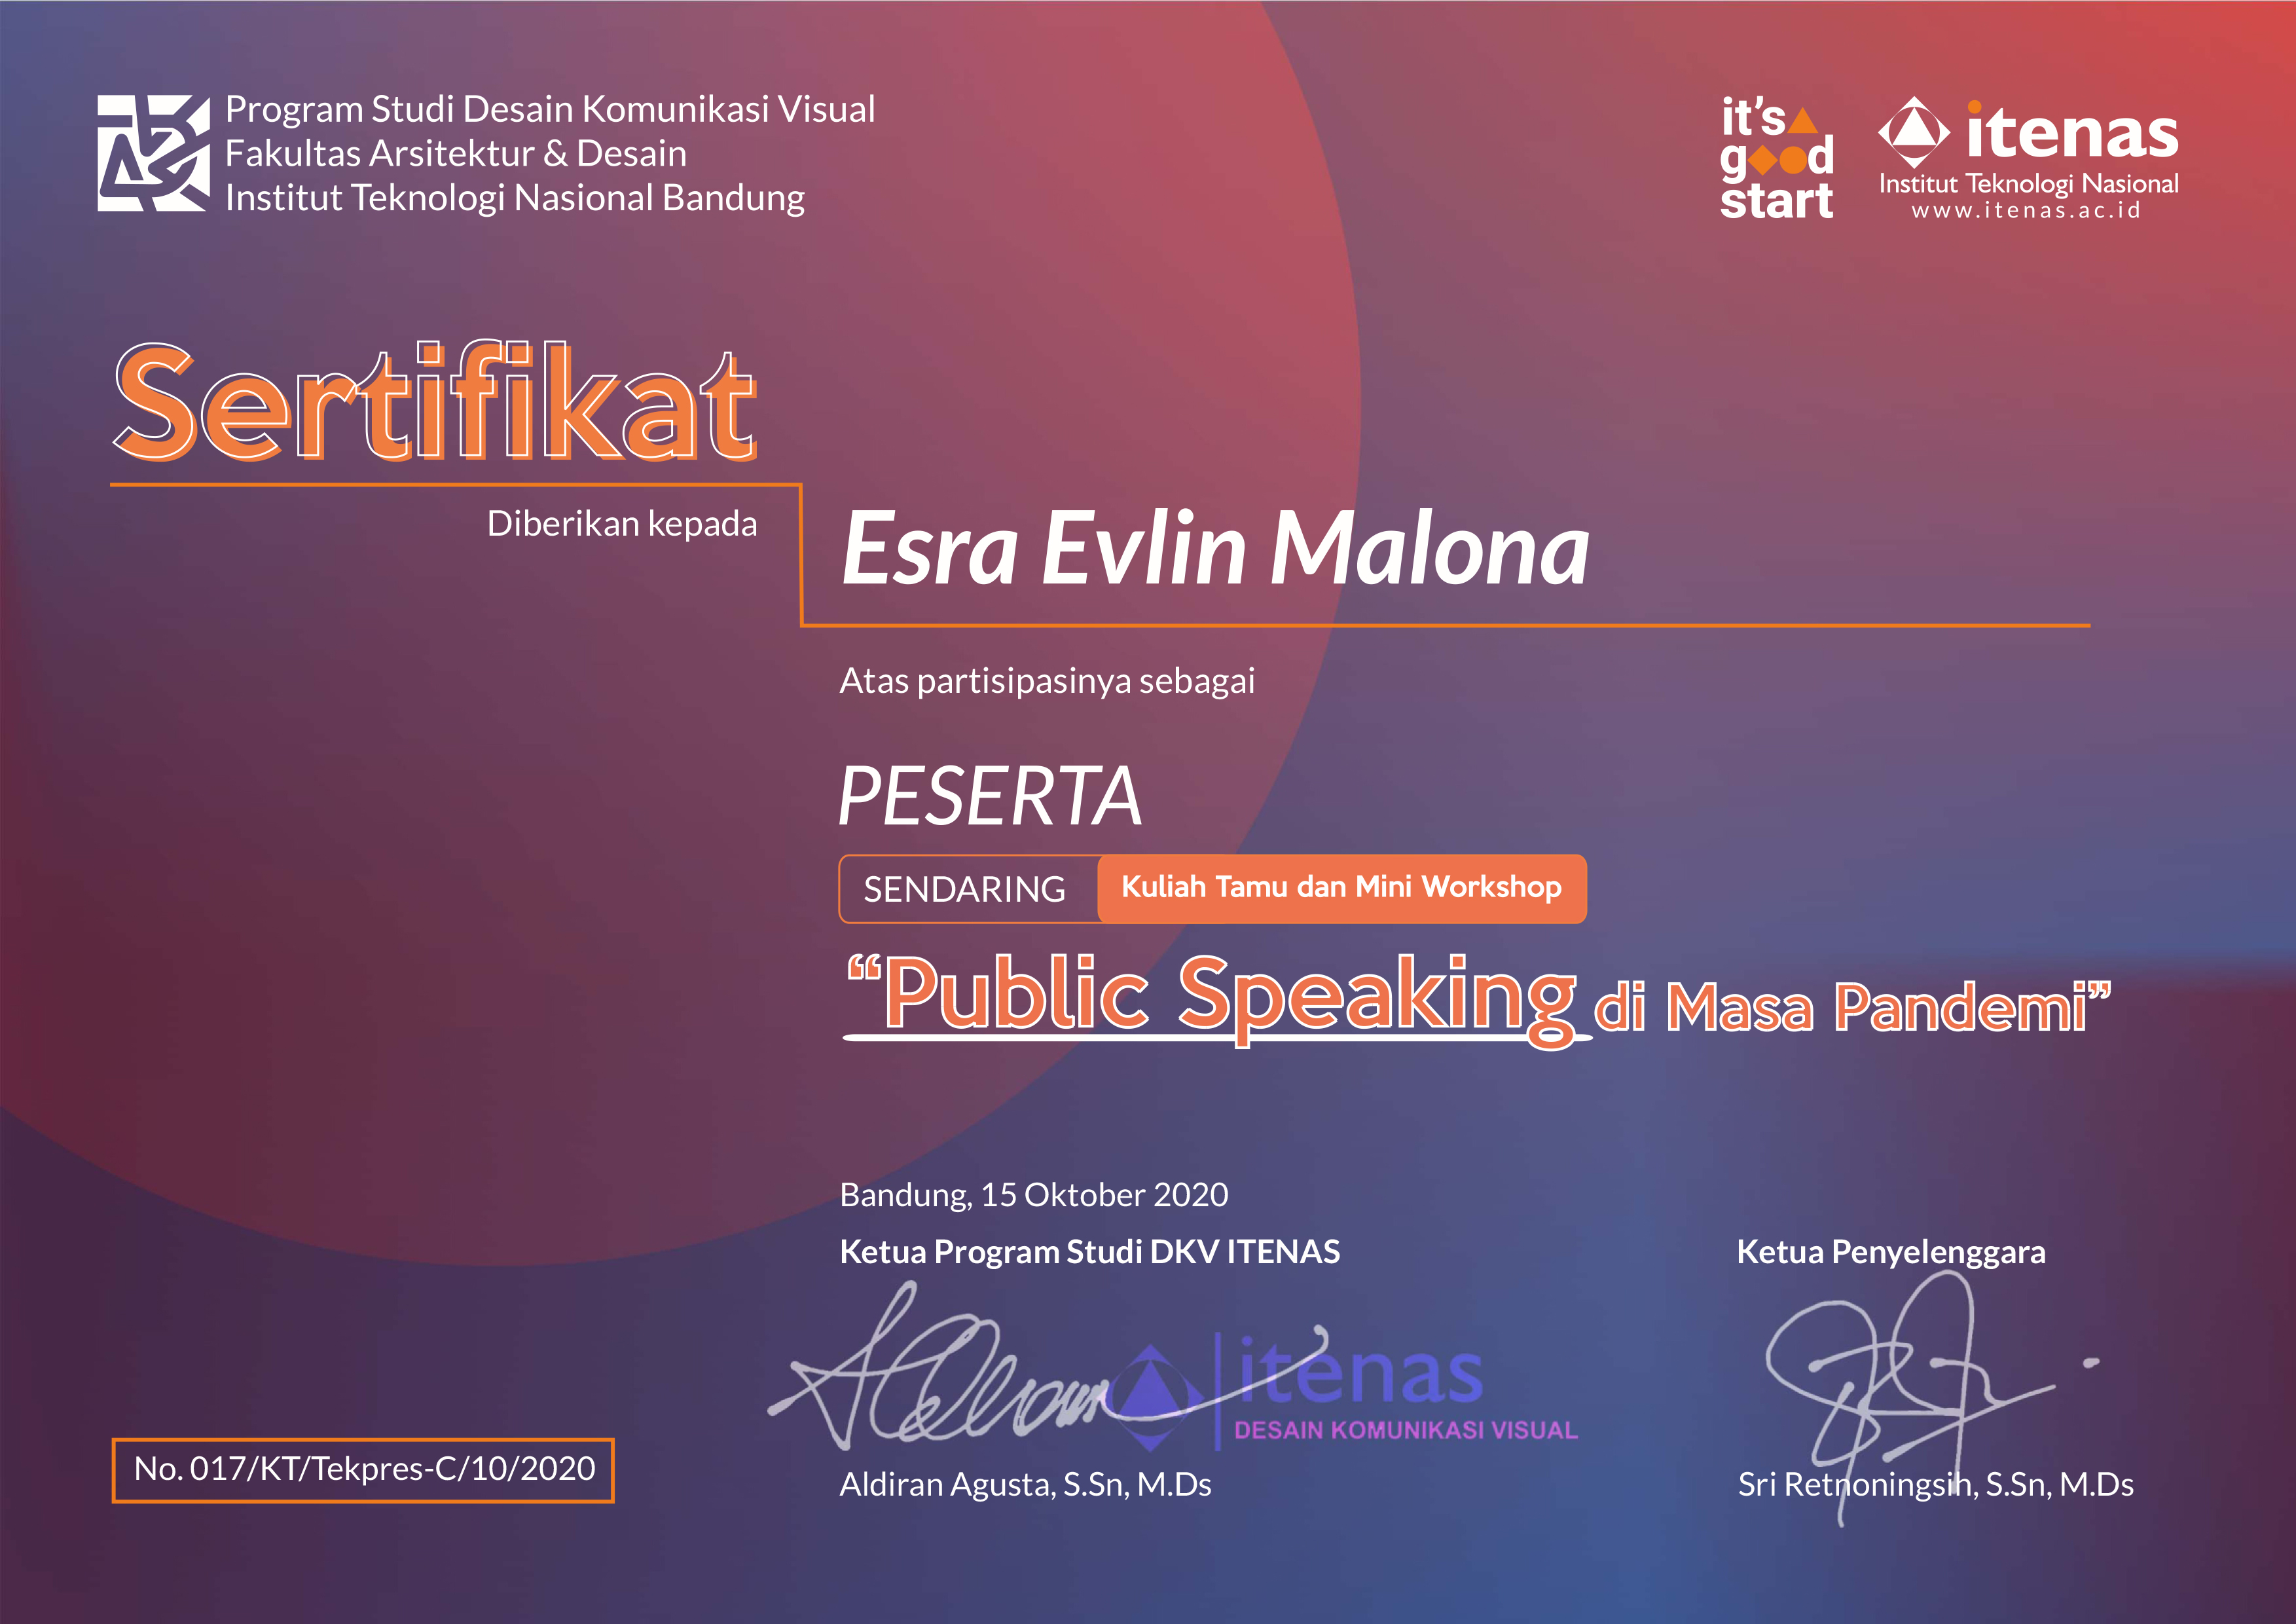 Program Studi Desain Komunikasi Visual
Fakultas Arsitektur & Desain
Institut Teknologi Nasional Bandung
it's
good
start
itenas
Institut Teknologi Nasional
www.itenas.ac.id
Sertifikat
Diberikan kepada
Esra Evlin Malona
Atas partisipasinya sebagai
PESERTA
SENDARING Kuliah Tamu dan Mini Workshop
“Public Speaking di Masa Pandemi”
Bandung, 15 Oktober 2020
Ketua Program Studi DKV ITENAS
Ketua Penyelenggara
itenas
DESAIN KOMUNIKASI VISUAL
No. 017/KT/Tekpres-C/10/2020
Aldiran Agusta, S.Sn, M.Ds
Sri Retnoningsih, S.Sn, M.Ds